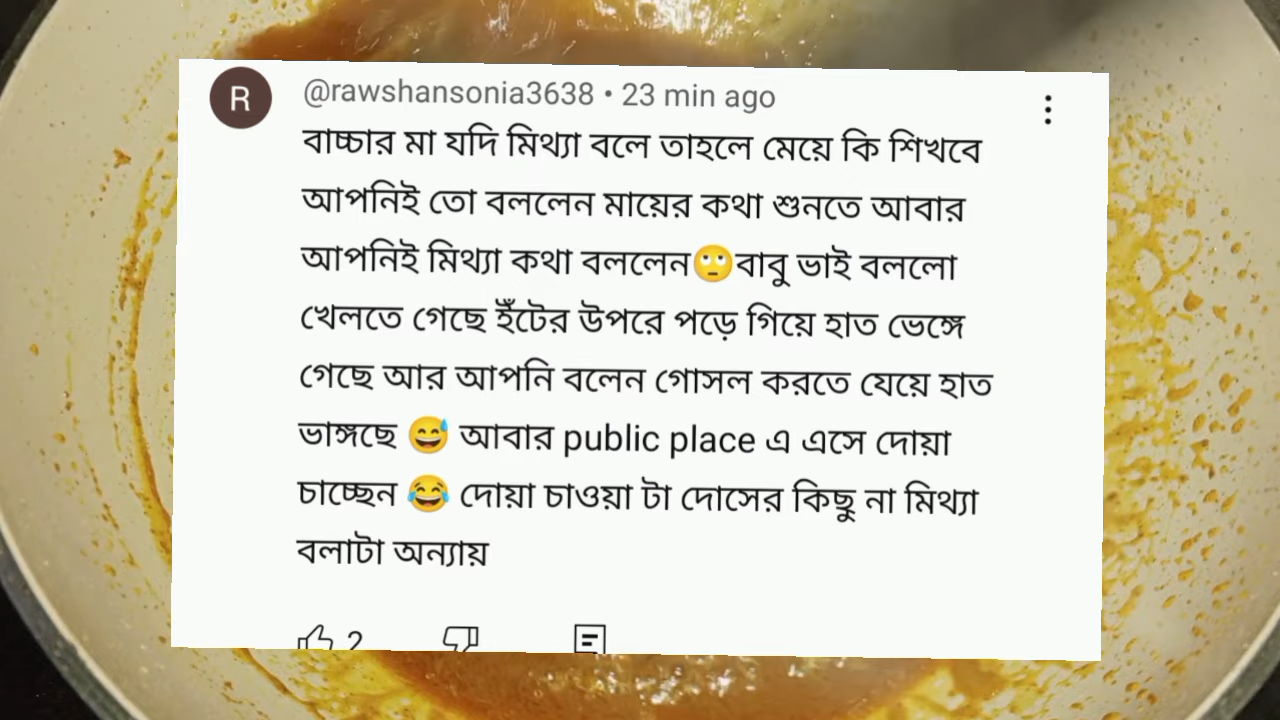 R
@rawshansonia3638 • 23 min ago
বাচ্চার মা যদি মিথ্যা বলে তাহলে মেয়ে কি শিখবে
আপনিই তো বললেন মায়ের কথা শুনতে আবার
আপনিই মিথ্যা কথা বললেন🙄বাবু ভাই বললো
খেলতে গেছে ইঁটের উপরে পড়ে গিয়ে হাত ভেঙ্গে
গেছে আর আপনি বলেন গোসল করতে যেয়ে হাত
ভাঙ্গছে 😅 আবার public place এ এসে দোয়া
চাচ্ছেন 😂 দোয়া চাওয়া টা দোসের কিছু না মিথ্যা
বলাটা অন্যায়
2